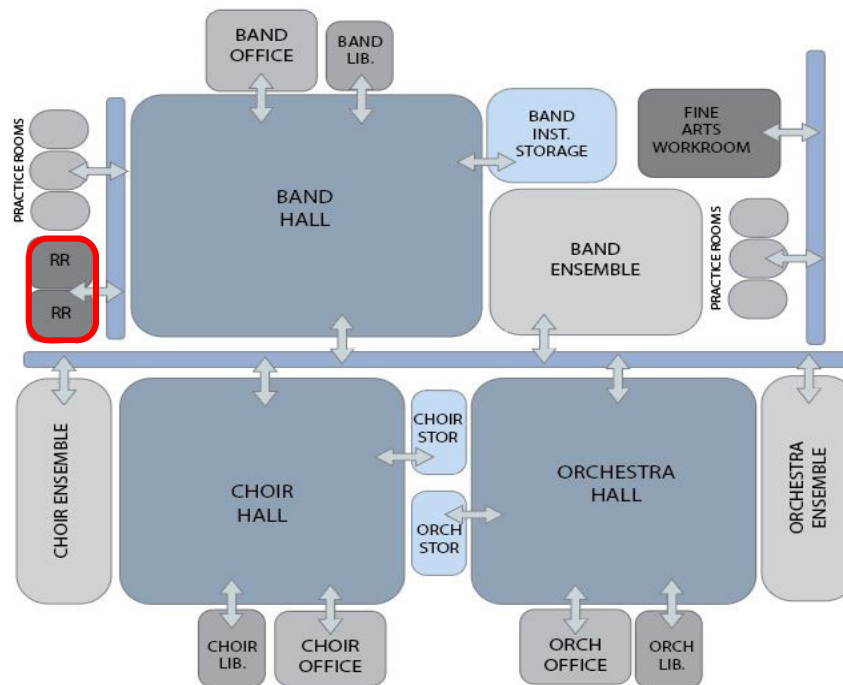 BAND
OFFICE
BAND
LIB.
BAND
INST.
STORAGE
FINE
ARTS
WORKROOM
PRACTICE ROOMS
BAND
HALL
BAND
ENSEMBLE
PRACTICE ROOMS
RR
RR
CHOIR ENSEMBLE
CHOIR
HALL
CHOIR
STOR
ORCH
STOR
ORCHESTRA
HALL
ORCHESTRA
ENSEMBLE
CHOIR
LIB.
CHOIR
OFFICE
ORCH
OFFICE
ORCH
LIB.